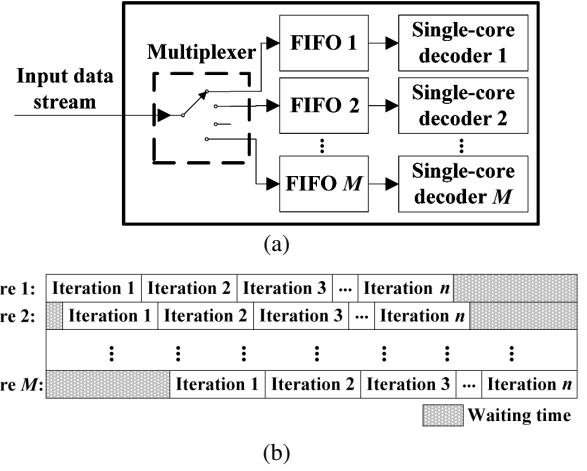 Input data stream
Multiplexer
FIFO 1
Single-core decoder 1
FIFO 2
Single-core decoder 2
⋮
⋮
FIFO M
Single-core decoder M
(a)
re 1: Iteration 1 Iteration 2 Iteration 3 ... Iteration n
re 2: Iteration 1 Iteration 2 Iteration 3 ... Iteration n
⋮ ⋮ ⋮ ⋮ ⋮ ⋮ ⋮
re M: Iteration 1 Iteration 2 Iteration 3 ... Iteration n
Waiting time
(b)